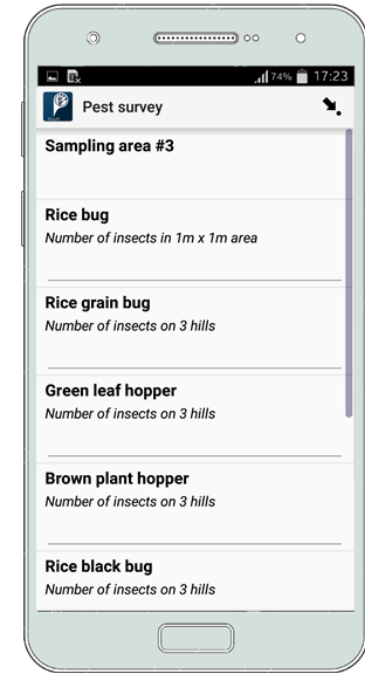 74% 17:23
Pest survey
Sampling area #3
Rice bug
Number of insects in 1m x 1m area
Rice grain bug
Number of insects on 3 hills
Green leaf hopper
Number of insects on 3 hills
Brown plant hopper
Number of insects on 3 hills
Rice black bug
Number of insects on 3 hills